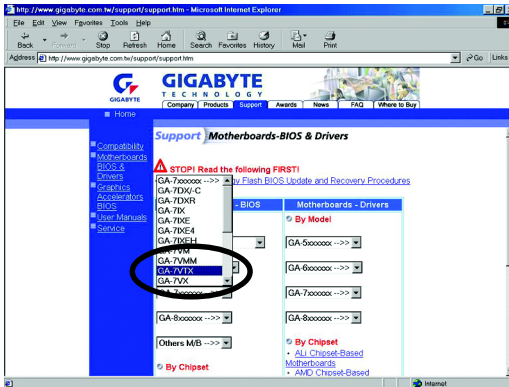 http://www.gigabyte.com.tw/support/support.htm - Microsoft Internet Explorer
File Edit View Favorites Tools Help
Back Forward Stop Refresh Home Search Favorites History Mail Print
Address http://www.gigabyte.com.tw/support/support.htm Go Links
GIGABYTE
GIGABYTE
TECHNOLOGY
Company Products Support Awards News FAQ Where to Buy
Home
Support Motherboards-BIOS & Drivers
Compatibility
Motherboards
BIOS &
Drivers
Graphics
Accelerators
BIOS
User Manuals
Service
STOP! Read the following FIRST!
Flash BIOS Update and Recovery Procedures
GA-7xxxxxx -->>
GA-7DX/-C
GA-7DXR
GA-7IX
GA-7IXE
GA-7IXE4
GA-7IXEH
GA-7VM
GA-7VMM
GA-7VTX
GA-7VX
GA-7xxxxxx -->>
GA-8xxxxxx -->>
Others M/B -->>
By Chipset
- BIOS
Motherboards - Drivers
By Model
GA-5xxxxxx -->>
GA-6xxxxxx -->>
GA-7xxxxxx -->>
GA-8xxxxxx -->>
By Chipset
ALi Chipset-Based
Motherboards
AMD Chipset-Based
Internet